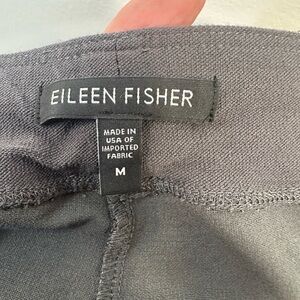 EILEEN FISHER
MADE IN
USA OF
IMPORTED
FABRIC
M